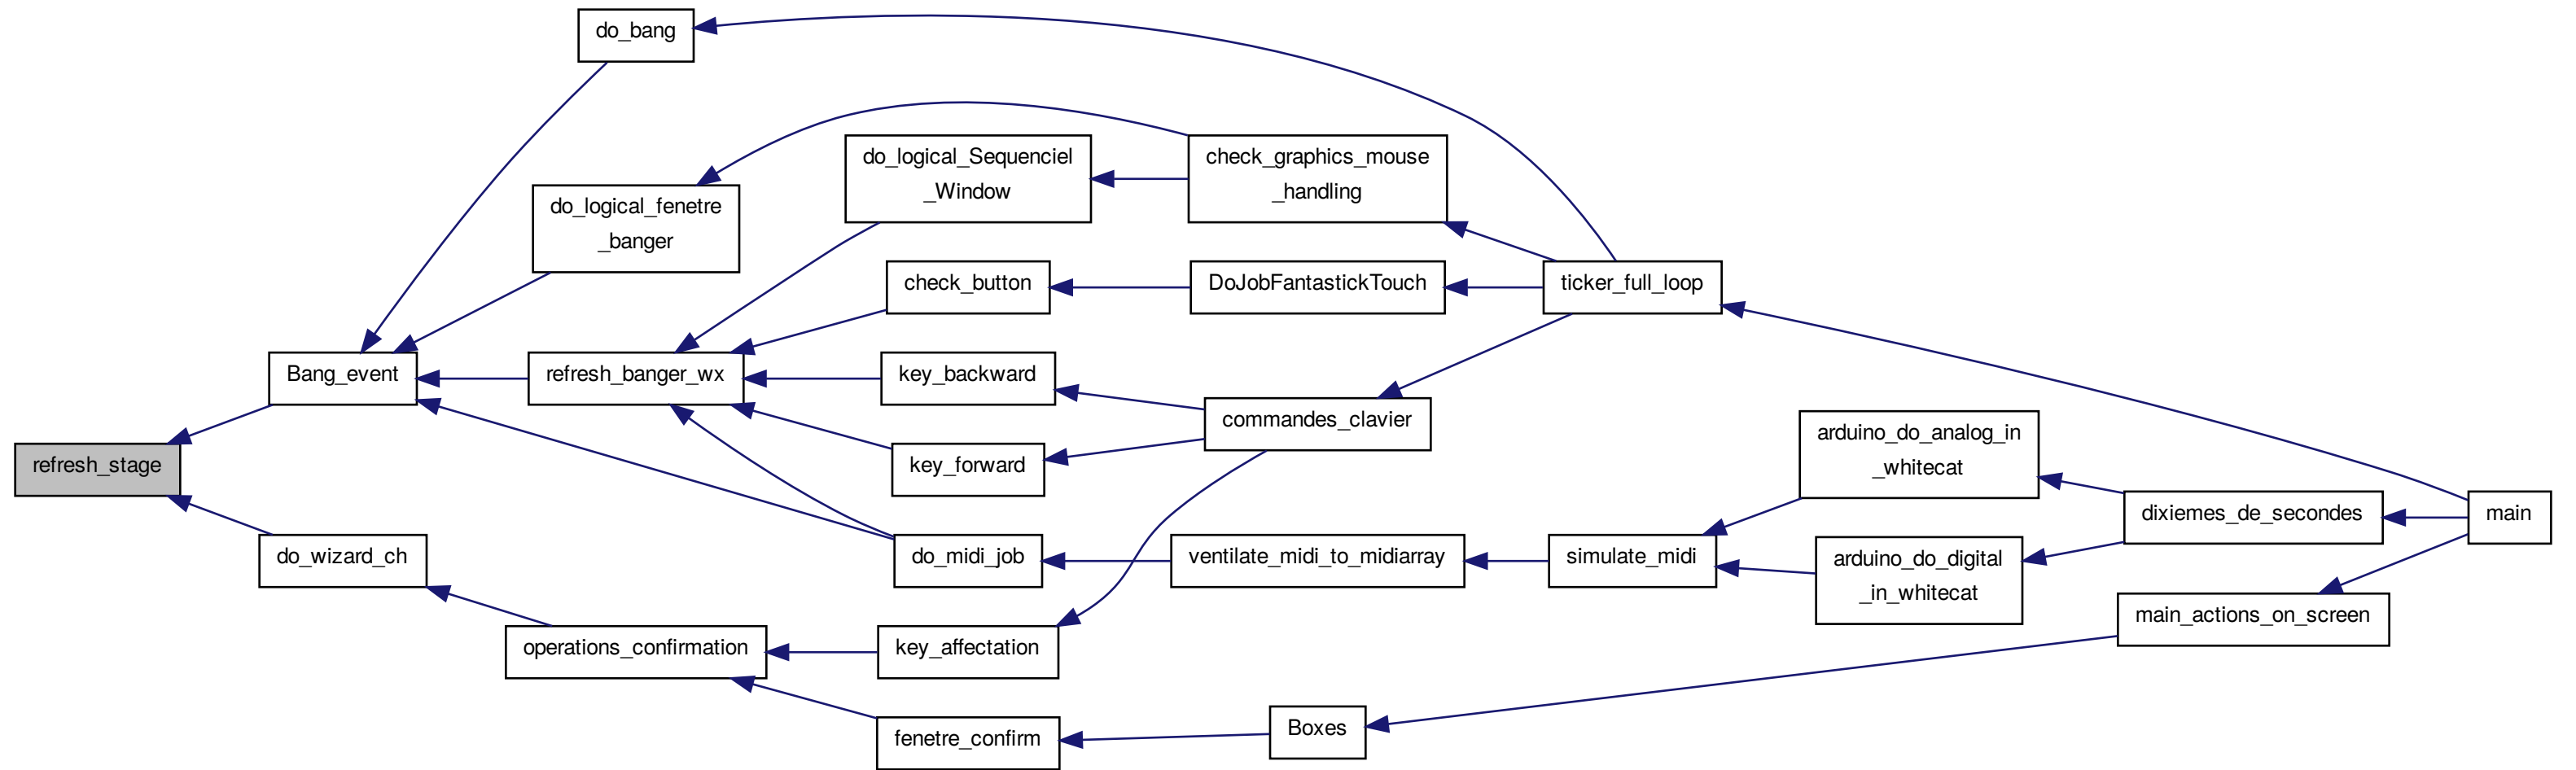 do_bang
do_logical_Sequenciel
_Window
check_graphics_mouse
_handling
do_logical_fenetre
_banger
check_button
DoJobFantastickTouch
ticker_full_loop
Bang_event
refresh_banger_wx
key_backward
commandes_clavier
arduino_do_analog_in
_whitecat
refresh_stage
key_forward
dixiemes_de_secondes
main
do_wizard_ch
do_midi_job
ventilate_midi_to_midiarray
simulate_midi
arduino_do_digital
_in_whitecat
main_actions_on_screen
operations_confirmation
key_affectation
fenetre_confirm
Boxes